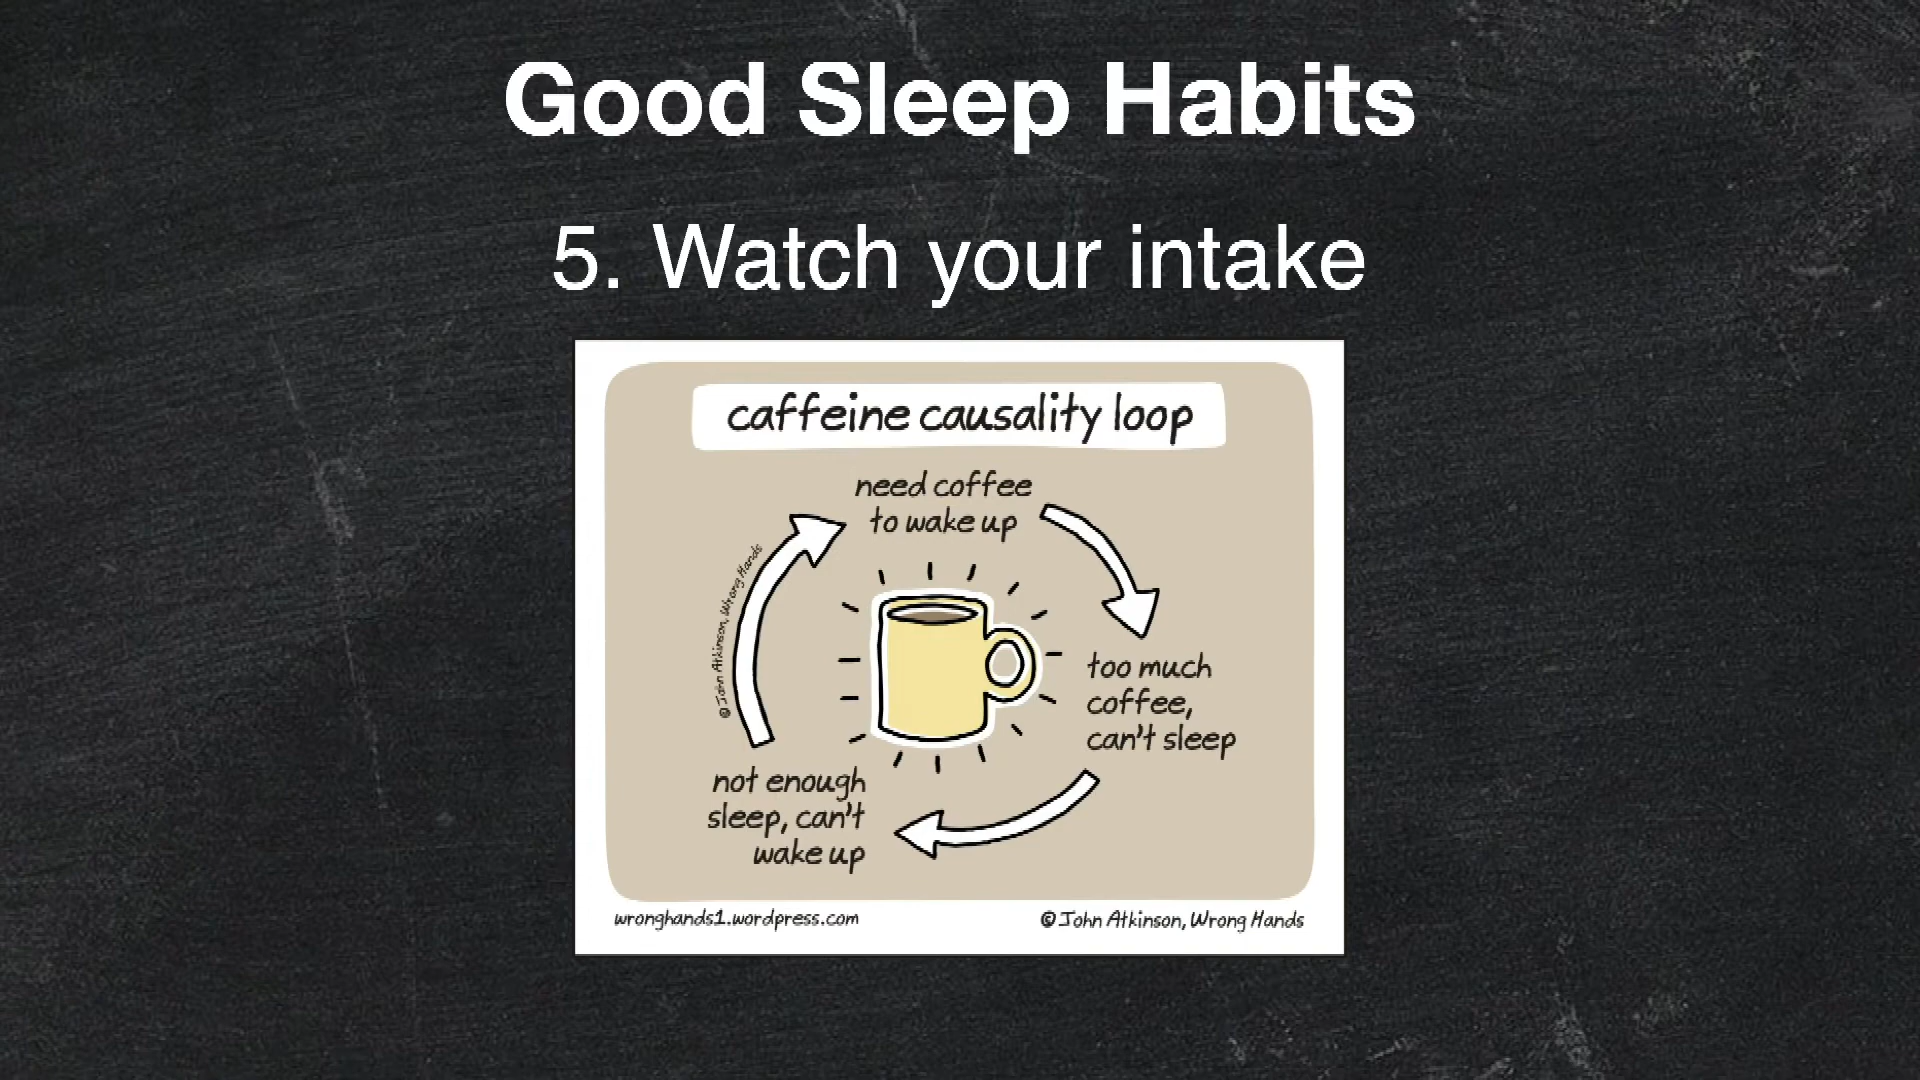 Good Sleep Habits
5. Watch your intake
caffeine causality loop
need coffee
to wake up
too much
coffee,
can't sleep
not enough
sleep, can't
wake up
© John Atkinson, Wrong Hands
wronghands1.wordpress.com
© John Atkinson, Wrong Hands